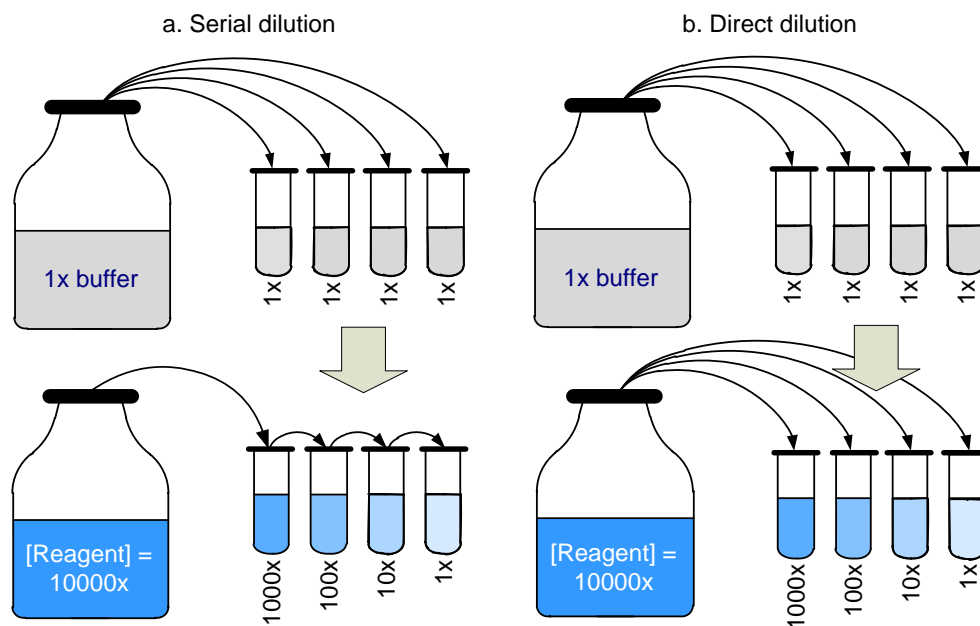 a. Serial dilution
b. Direct dilution
1x buffer
1x
1x
1x
1x
1x buffer
1x
1x
1x
1x
[Reagent] =
10000x
1000x
100x
10x
1x
[Reagent] =
10000x
1000x
100x
10x
1x